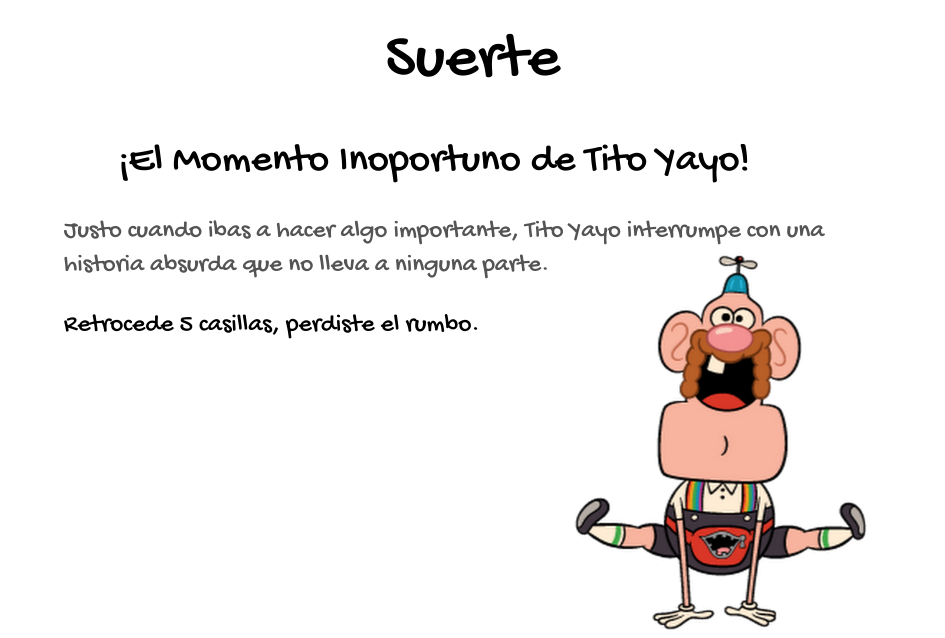 Suerte
¡El Momento Inoportuno de Tito Yayo!
Justo cuando ibas a hacer algo importante, Tito Yayo interrumpe con una
historia absurda que no lleva a ninguna parte.
Retrocede 5 casillas, perdiste el rumbo.